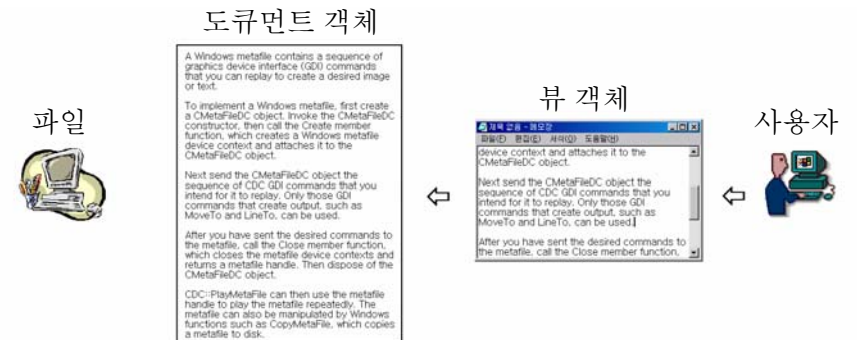 도큐먼트 객체
A Windows metafile contains a sequence of
graphics device interface (GDI) commands
that you can replay to create a desired image
or text.
To implement a Windows metafile, first create
a CMetaFileDC object. Invoke the CMetaFileDC
constructor, then call the Create member
function, which creates a Windows metafile
device context and attaches it to the
CMetaFileDC object.
Next send the CMetaFileDC object the
sequence of CDC GDI commands that you
intend for it to replay. Only those GDI
commands that create output, such as
MoveTo and LineTo, can be used.
After you have sent the desired commands to
the metafile, call the Close member function,
which closes the metafile device contexts and
returns a metafile handle. Then dispose of the
CMetaFileDC object.
CDC::PlayMetaFile can then use the metafile
handle to play the metafile repeatedly. The
metafile can also be manipulated by Windows
functions such as CopyMetaFile, which copies
a metafile to disk.
파일
뷰 객체
제목 없음 - 메모장
파일(F) 편집(E) 서식(O) 도움말(H)
device context and attaches it to the
CMetaFileDC object.
Next send the CMetaFileDC object the
sequence of CDC GDI commands that you
intend for it to replay. Only those GDI
commands that create output, such as
MoveTo and LineTo, can be used.
After you have sent the desired commands to
the metafile, call the Close member function,
사용자